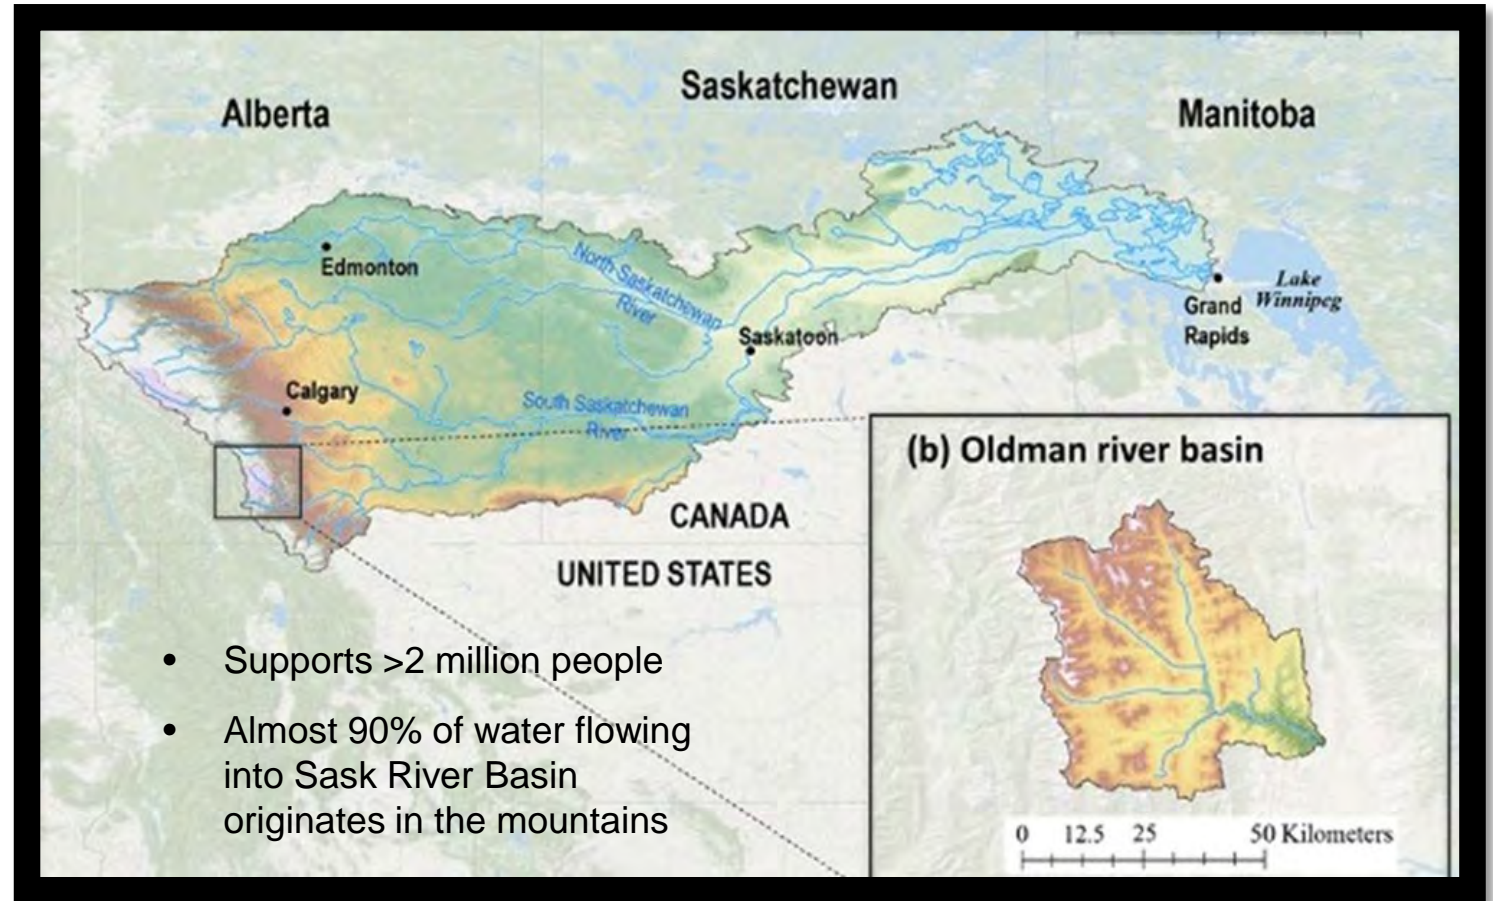 Saskatchewan
Alberta
Manitoba
Edmonton
North Saskatchewan
River
Lake
Winnipeg
Grand
Rapids
Saskatoon
Calgary
South Saskatchewan
River
(b) Oldman river basin
CANADA
UNITED STATES
• Supports >2 million people
• Almost 90% of water flowing
into Sask River Basin
originates in the mountains
0 12.5 25 50 Kilometers